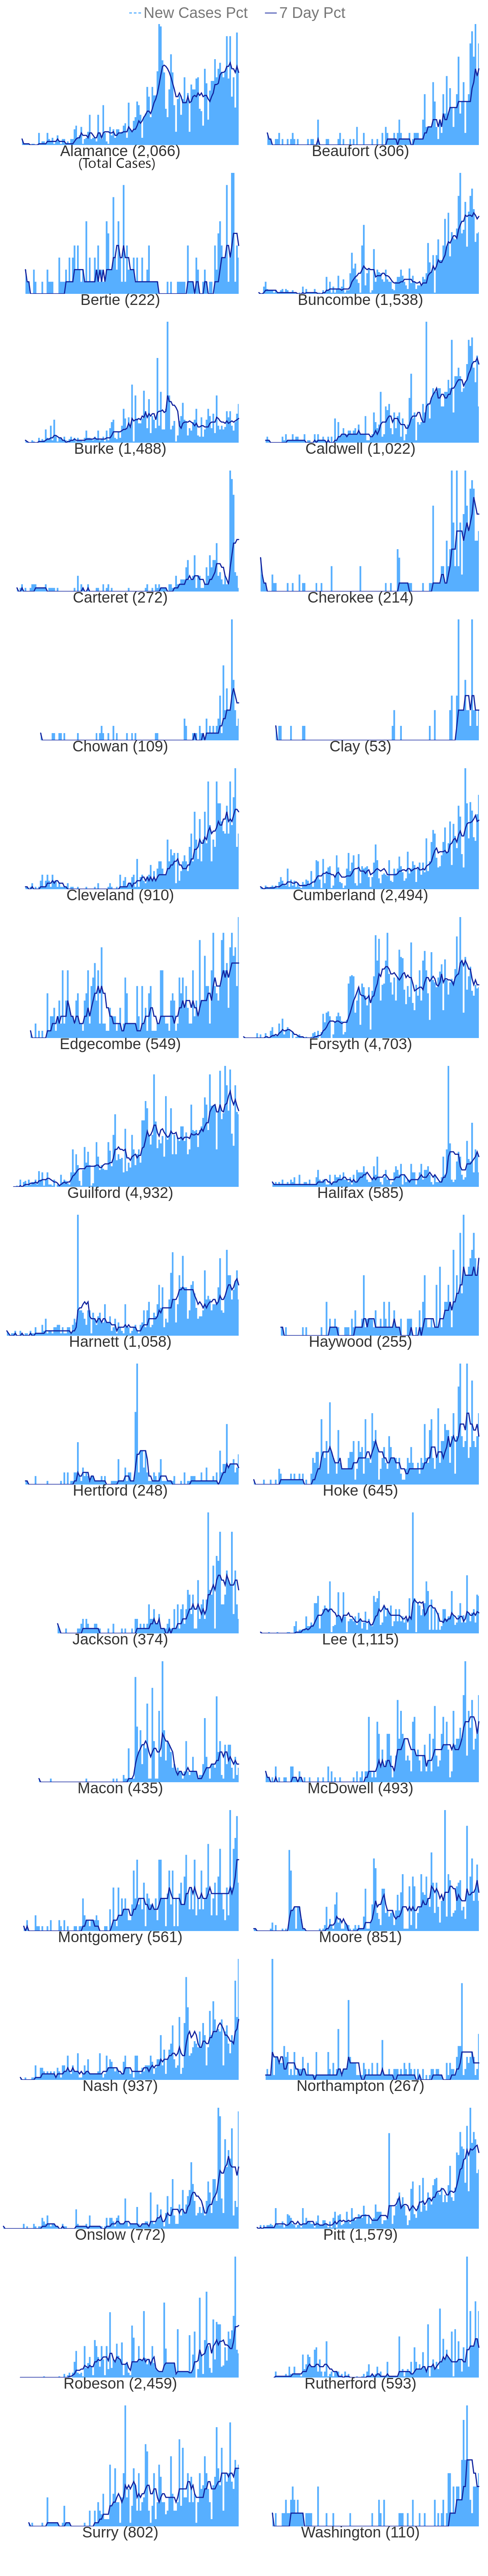 New Cases Pct 7 Day Pct
Alamance (2,066) Beaufort (306)
(Total Cases)
Bertie (222) Buncombe (1,538)
Burke (1,488) Caldwell (1,022)
Carteret (272) Cherokee (214)
Chowan (109) Clay (53)
Cleveland (910) Cumberland (2,494)
Edgecombe (549) Forsyth (4,703)
Guilford (4,932) Halifax (585)
Harnett (1,058) Haywood (255)
Hertford (248) Hoke (645)
Jackson (374) Lee (1,115)
Macon (435) McDowell (493)
Montgomery (561) Moore (851)
Nash (937) Northampton (267)
Onslow (772) Pitt (1,579)
Robeson (2,459) Rutherford (593)
Surry (802) Washington (110)